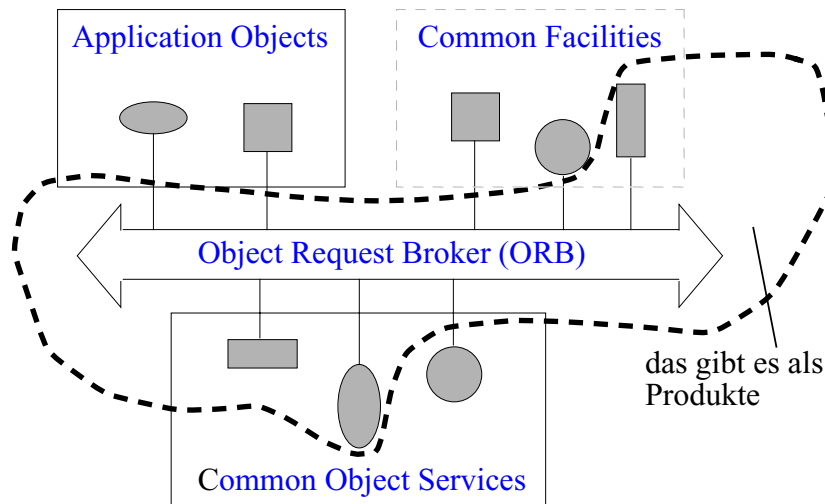 Application Objects
Common Facilities
Object Request Broker (ORB)
das gibt es als
Produkte
Common Object Services